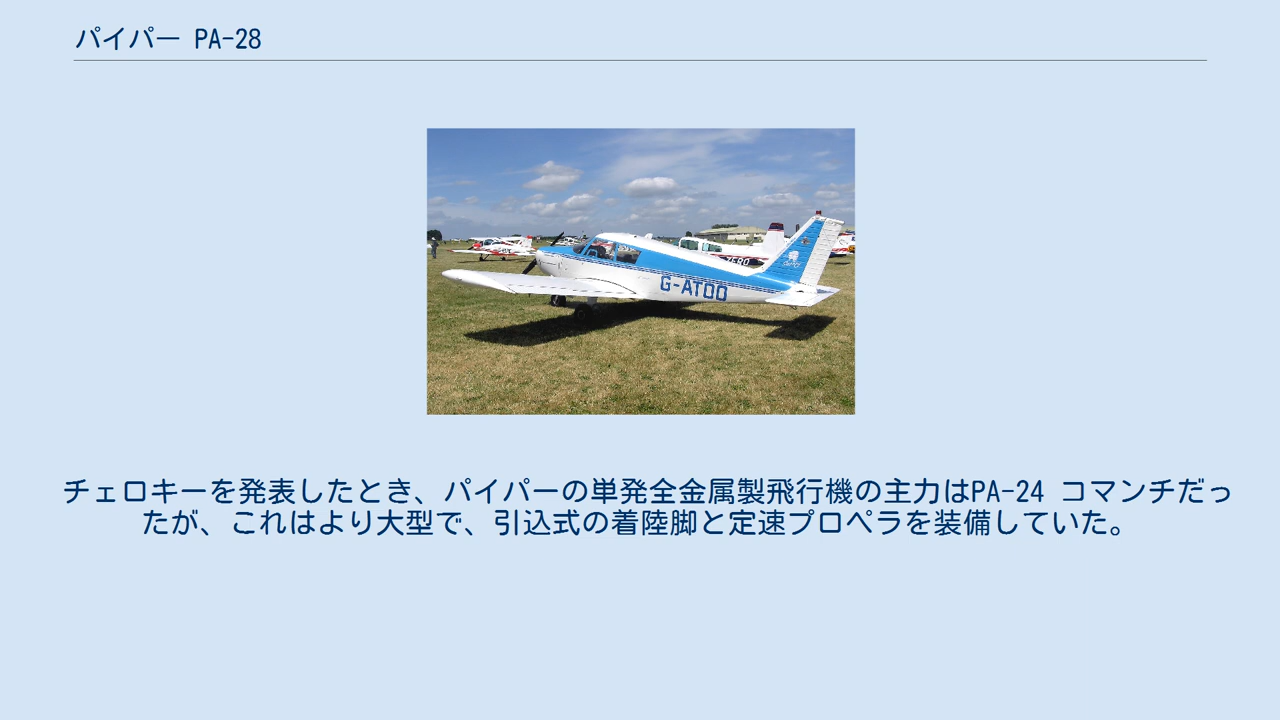 パイパー PA-28
G-ATOO
チェロキーを発表したとき、パイパーの単発全金属製飛行機の主力はPA-24 コマンチだっ
たが、これはより大型で、引込式の着陸脚と定速プロペラを装備していた。